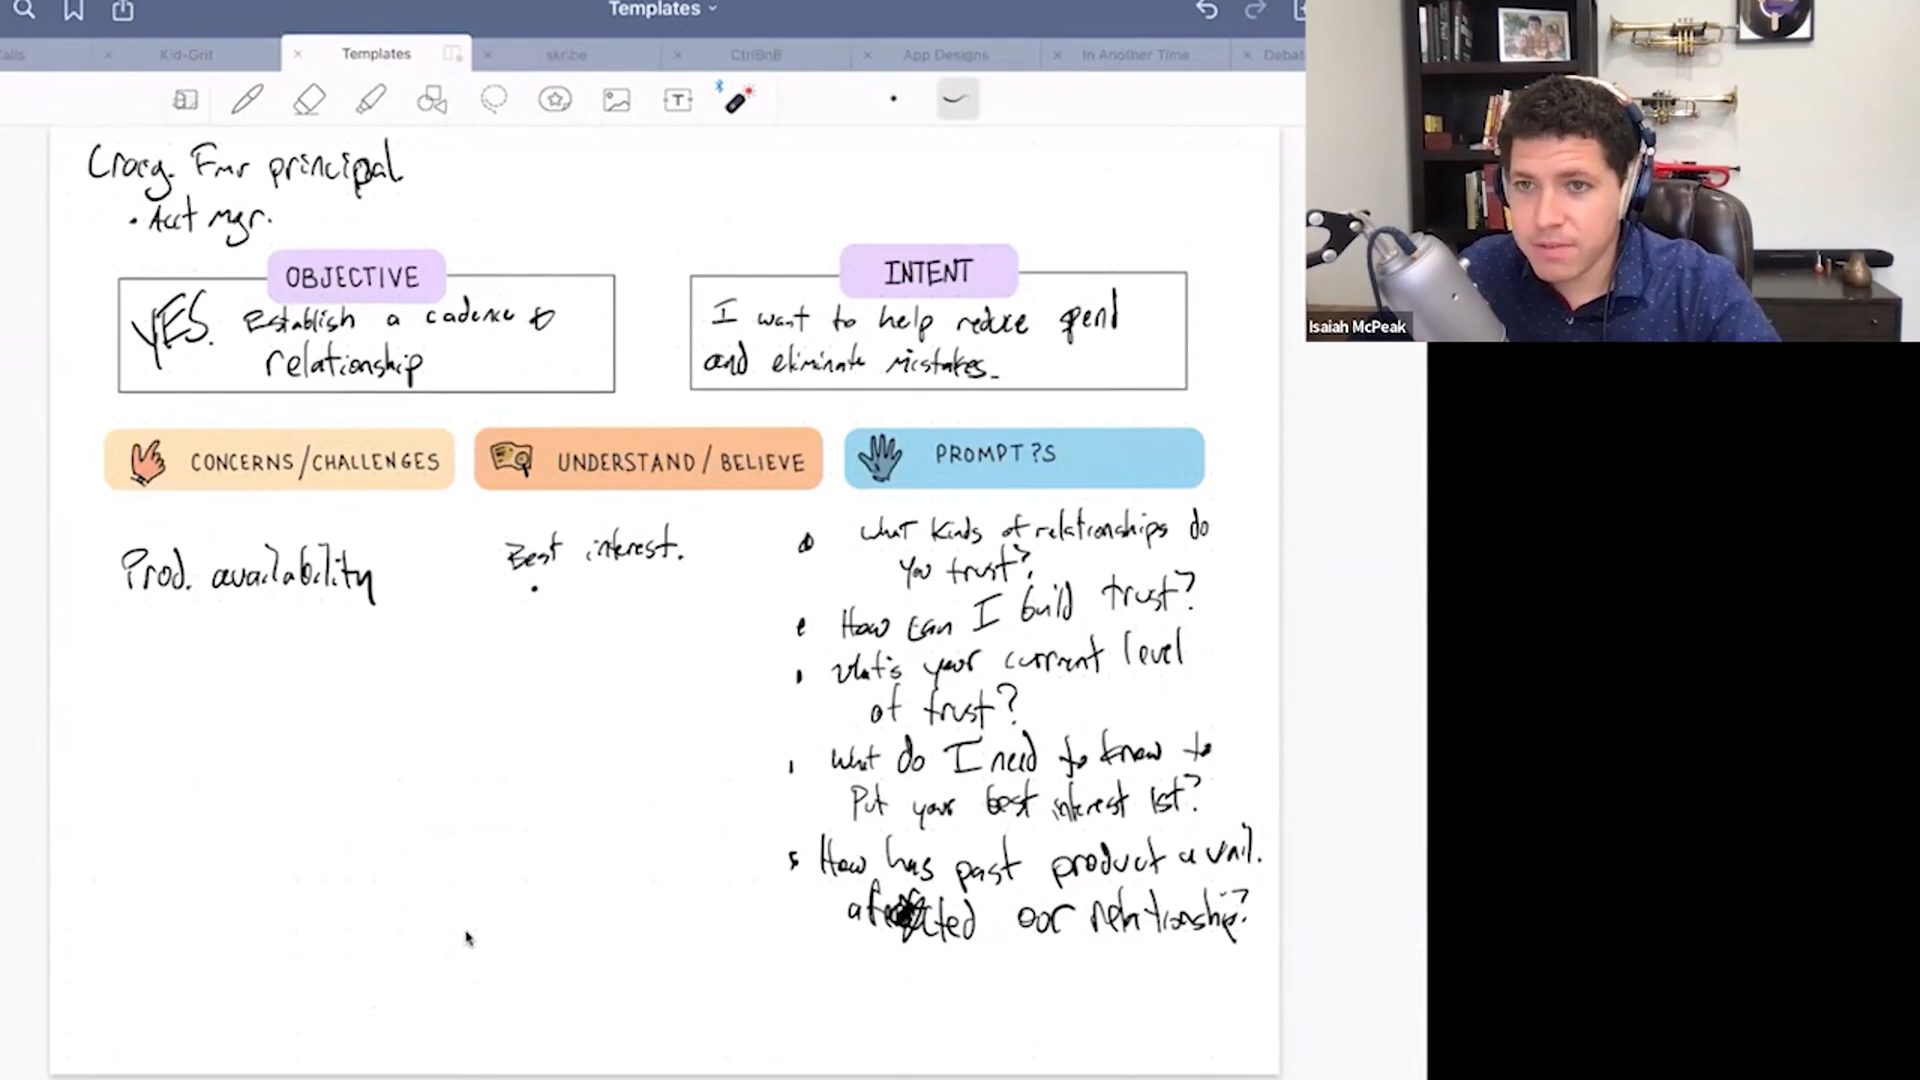 Templates
Kid-Grit
Templates
skribe
CtrlBnB
App Designs
In Another Time
Debat
Isaiah McPeak
Fmr principal
• Acct Mgr.
OBJECTIVE
YES. Establish a cadence &
relationship
INTENT
I want to help reduce spend
and eliminate mistakes.
CONCERNS/CHALLENGES
UNDERSTAND/BELIEVE
PROMPT?S
Prod. availability
Best interest.
What kinds of relationships do
you trust?
How can I build trust?
What's your current level
of trust?
What do I need to know to
Put your best interest 1st?
How has past product avail.
affected our relationship?